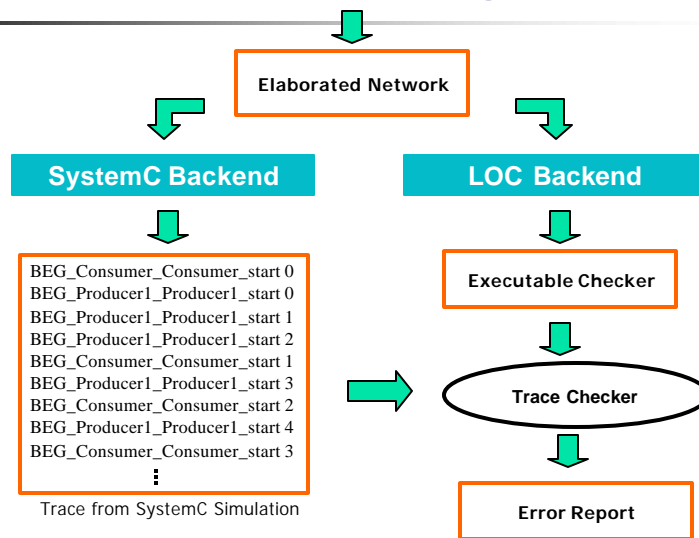 Elaborated Network
SystemC Backend
LOC Backend
BEG_Consumer_Consumer_start 0
BEG_Producer1_Producer1_start 0
BEG_Producer1_Producer1_start 1
BEG_Producer1_Producer1_start 2
BEG_Consumer_Consumer_start 1
BEG_Producer1_Producer1_start 3
BEG_Consumer_Consumer_start 2
BEG_Producer1_Producer1_start 4
BEG_Consumer_Consumer_start 3
Trace from SystemC Simulation
Executable Checker
Trace Checker
Error Report